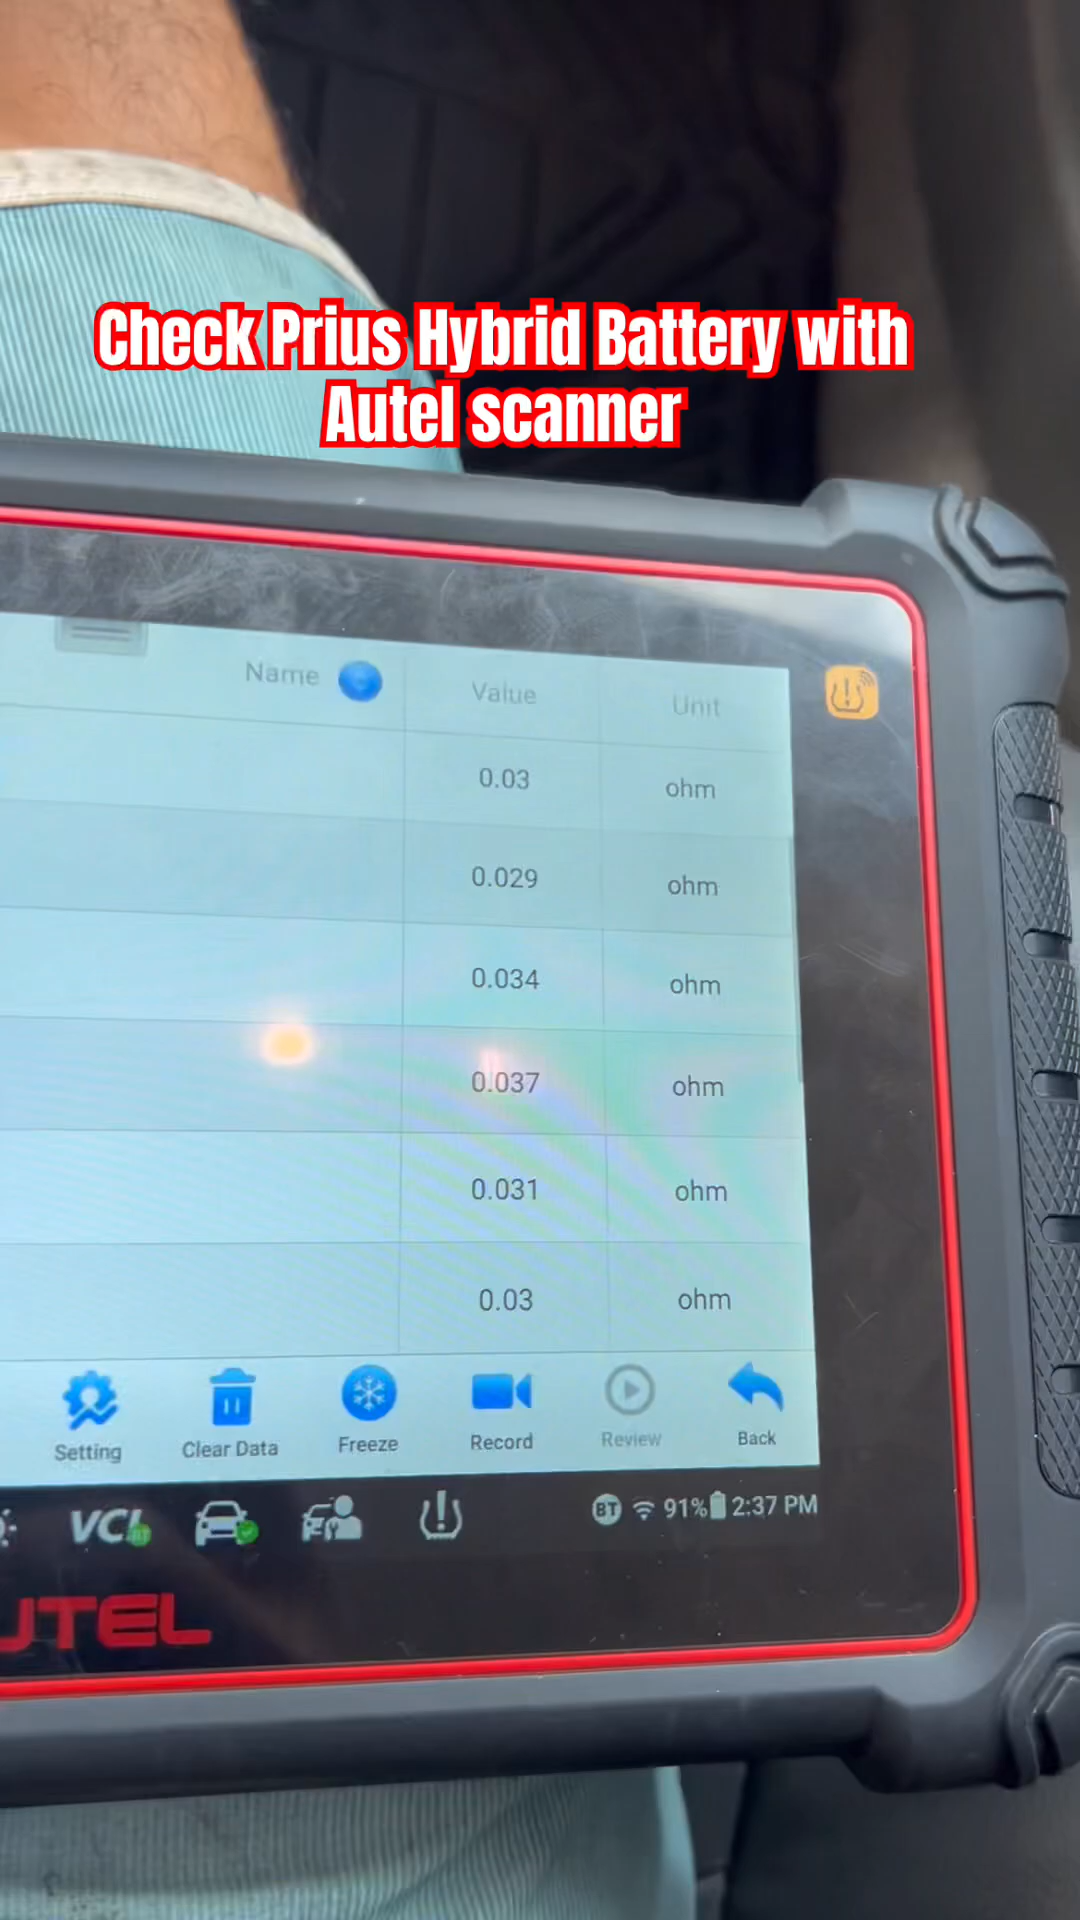 Check Prius Hybrid Battery with
Autel scanner
Name Value Unit
0.03 ohm
0.029 ohm
0.034 ohm
0.037 ohm
0.031 ohm
0.03 ohm
Setting Clear Data Freeze Record Review Back
VCI BT 91% 2:37 PM
UTEL